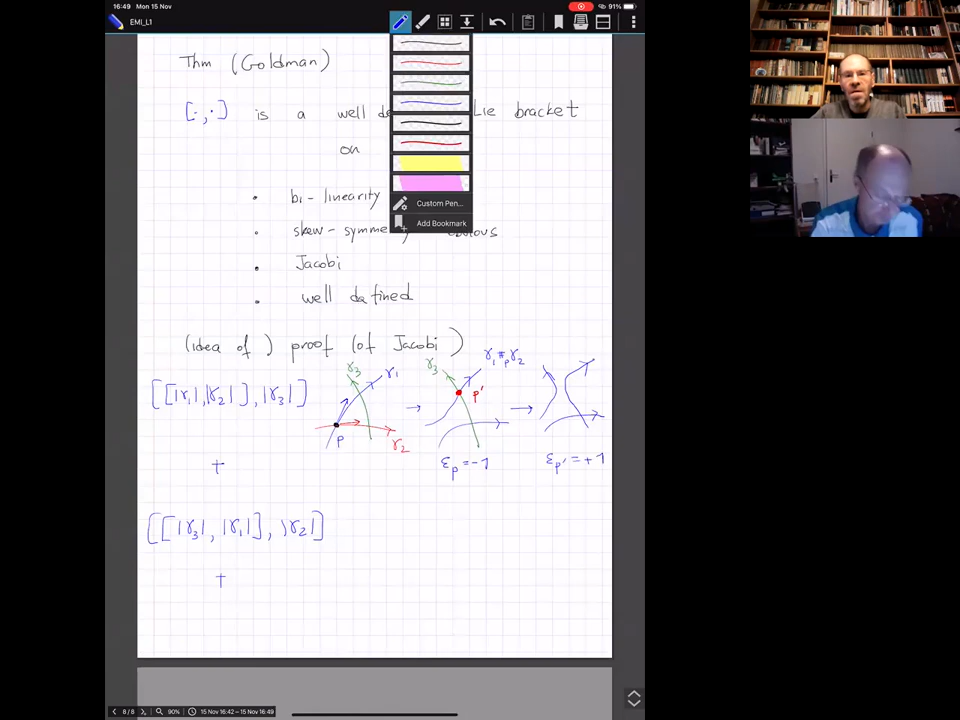 16:49 Mon 15 Nov
91%
EMI_L1
Thm (Goldman)
[·,·] is a well de Lie bracket
on
· bi-linearity
· skew-symme obvious
· Jacobi
· well defined
Custom Pen...
Add Bookmark
(idea of) proof (of Jacobi)
[[|γ1|,|γ2|],|γ3|]
γ3 γ1
p
γ2
→
γ3 γ1 *p γ2
p'
εp = -1
→
εp' = +1
+
[[|γ3|,|γ1|],|γ2|]
+
8/8
90%
15 Nov 16:42 – 15 Nov 16:49